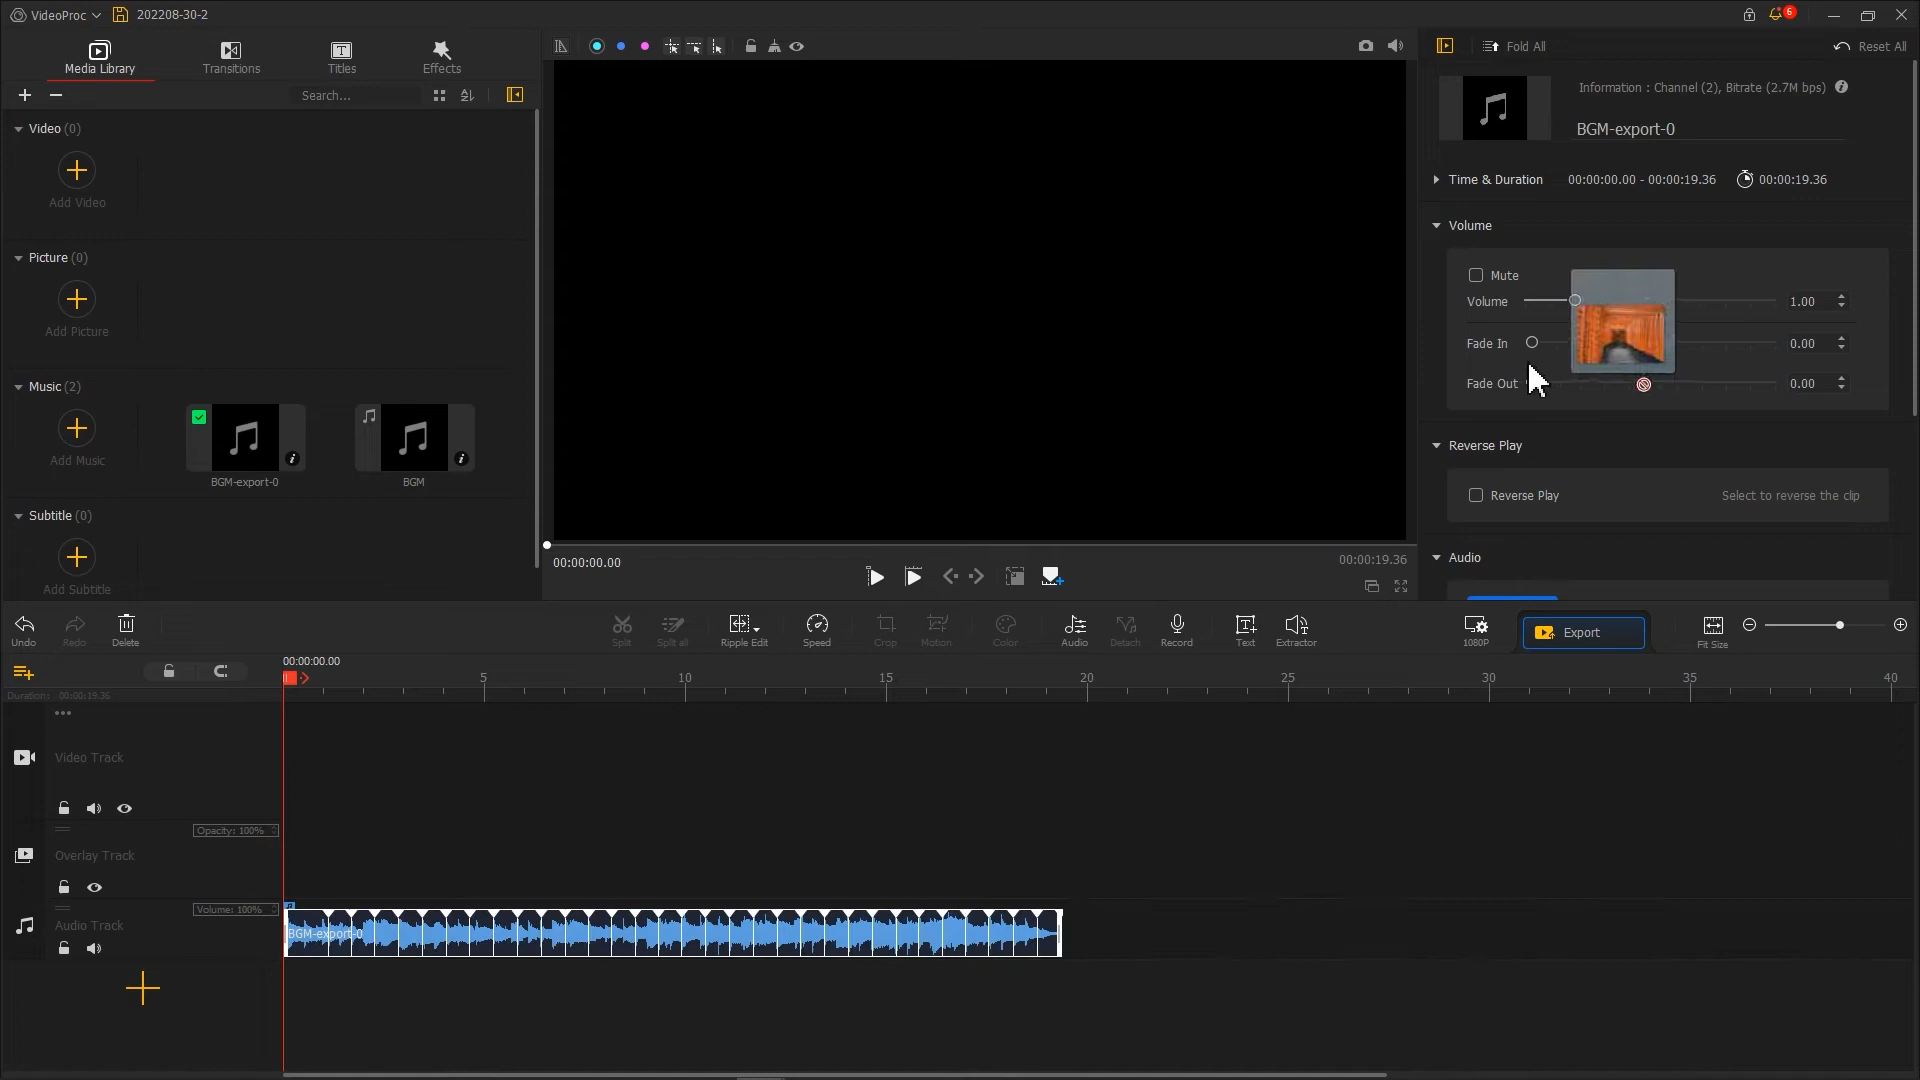 VideoProc
202208-30-2
6
Media Library
Transitions
Titles
Effects
Fold All
Reset All
Search...
Information : Channel (2), Bitrate (2.7M bps)
BGM-export-0
Video (0)
Add Video
Time & Duration 00:00:00.00 - 00:00:19.36 00:00:19.36
Volume
Picture (0)
Add Picture
Mute
Volume 1.00
Fade In 0.00
Fade Out 0.00
Music (2)
Add Music
BGM-export-0
BGM
Reverse Play
Reverse Play Select to reverse the clip
Subtitle (0)
Add Subtitle
Audio
00:00:00.00
00:00:19.36
Undo
Redo
Delete
Split
Split all
Ripple Edit
Speed
Crop
Motion
Color
Audio
Detach
Record
Text
Extractor
1080P
Export
Fit Size
00:00:00.00
5 10 15 20 25 30 35 40
Duration: 00:00:19.36
Video Track
Opacity: 100%
Overlay Track
Volume: 100%
Audio Track
BGM-export-0